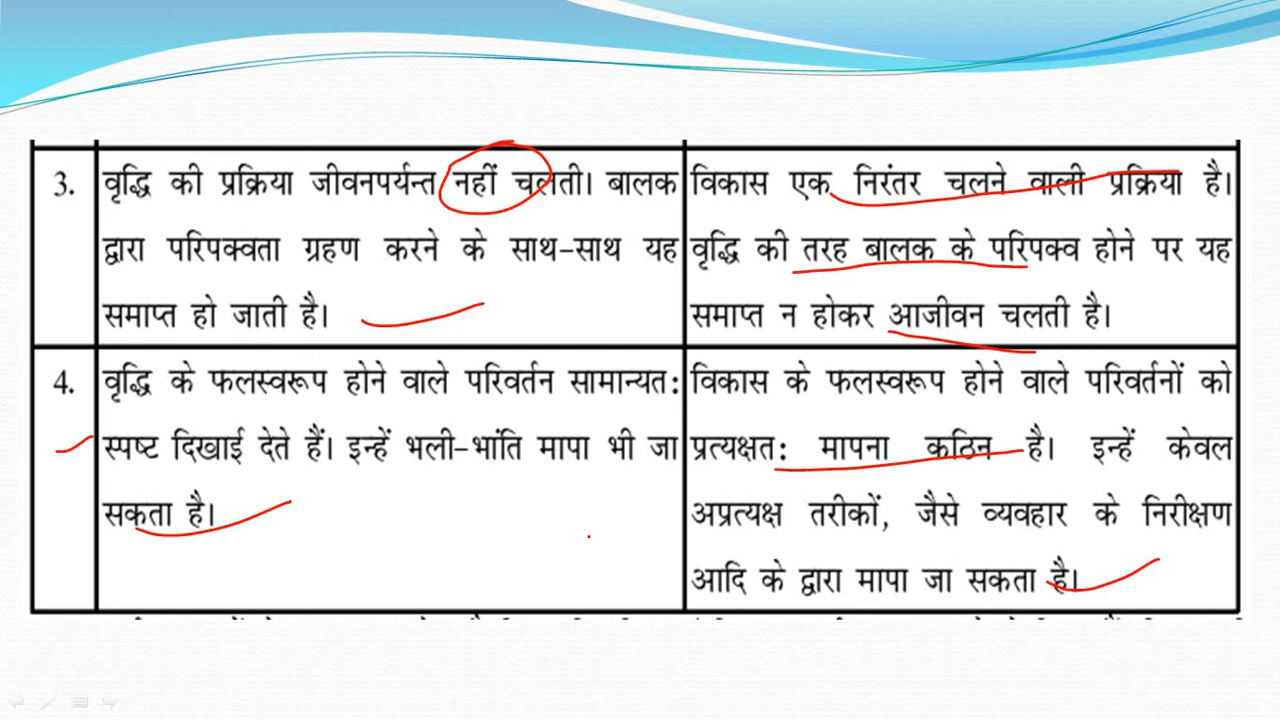 3.
वृद्धि की प्रक्रिया जीवनपर्यन्त नहीं चलती। बालक
द्वारा परिपक्वता ग्रहण करने के साथ-साथ यह
समाप्त हो जाती है।
विकास एक निरंतर चलने वाली प्रक्रिया है।
वृद्धि की तरह बालक के परिपक्व होने पर यह
समाप्त न होकर आजीवन चलती है।
4.
वृद्धि के फलस्वरूप होने वाले परिवर्तन सामान्यत:
स्पष्ट दिखाई देते हैं। इन्हें भली-भांति मापा भी जा
सकता है।
विकास के फलस्वरूप होने वाले परिवर्तनों को
प्रत्यक्षत: मापना कठिन है। इन्हें केवल
अप्रत्यक्ष तरीकों, जैसे व्यवहार के निरीक्षण
आदि के द्वारा मापा जा सकता है।